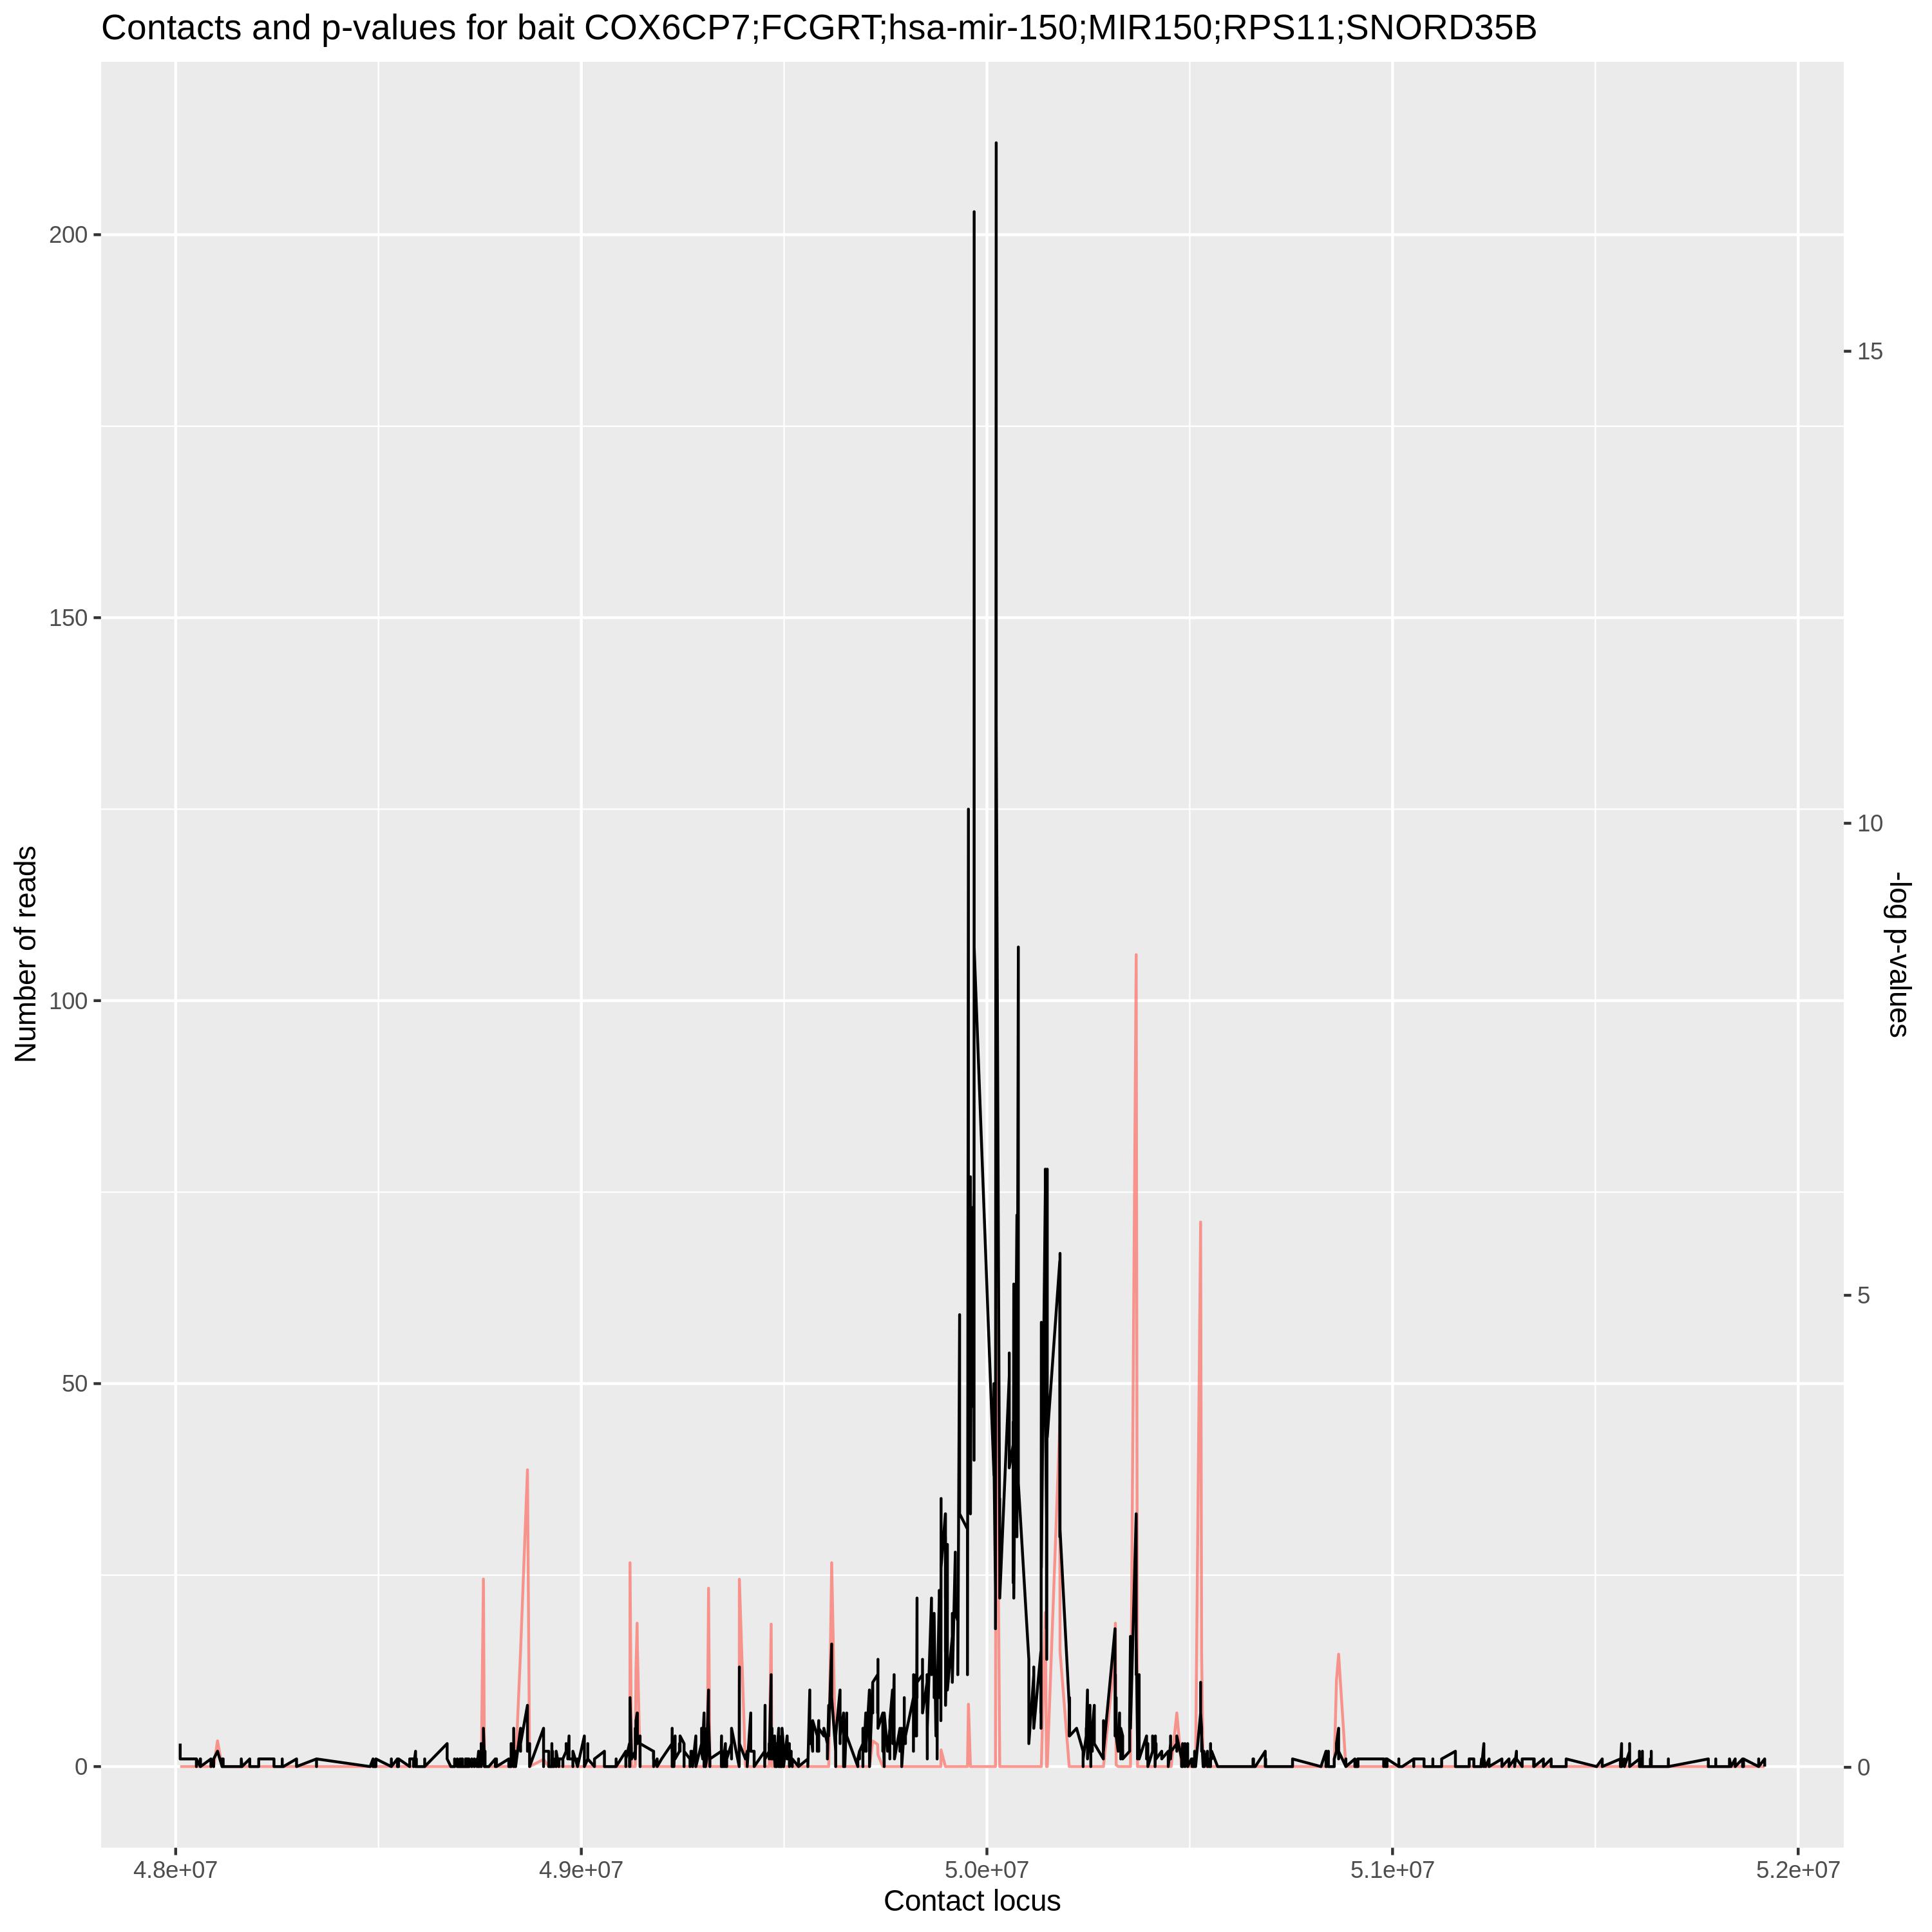 Contacts and p-values for bait COX6CP7;FCGRT;hsa-mir-150;MIR150;RPS11;SNORD35B
200
150
100
50
0
Number of reads
15
10
5
0
-log p-values
4.8e+07 4.9e+07 5.0e+07 5.1e+07 5.2e+07
Contact locus